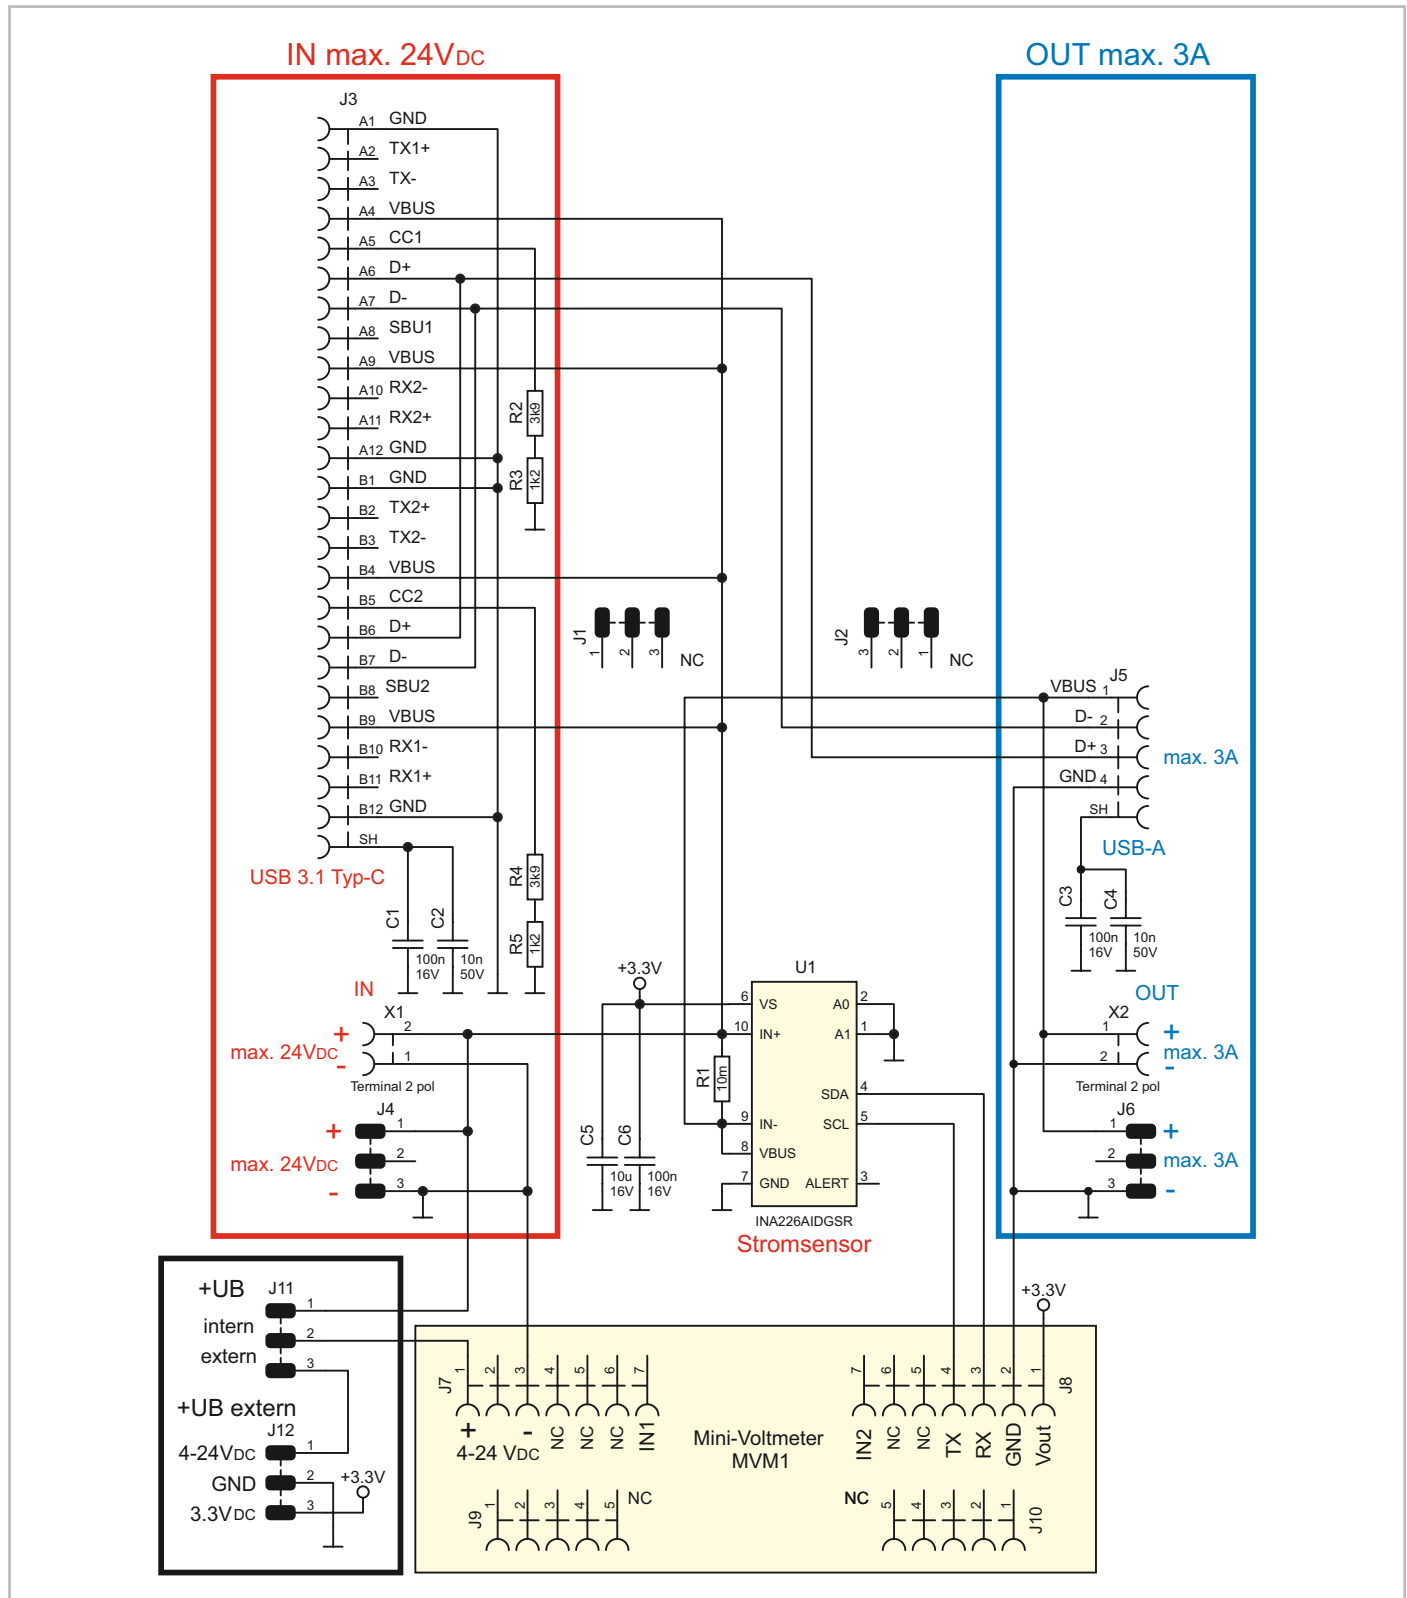 IN max. 24VDC
OUT max. 3A
J3
A1 GND
A2 TX1+
A3 TX-
A4 VBUS
A5 CC1
A6 D+
A7 D-
A8 SBU1
A9 VBUS
A10 RX2-
A11 RX2+
A12 GND
B1 GND
B2 TX2+
B3 TX2-
B4 VBUS
B5 CC2
B6 D+
B7 D-
B8 SBU2
B9 VBUS
B10 RX1-
B11 RX1+
B12 GND
SH
USB 3.1 Typ-C
R2 3k9
R3 1k2
R4 3k9
R5 1k2
C1 100n 16V
C2 10n 50V
J1 1 2 3 NC
J2 3 2 1 NC
J5
VBUS 1
D- 2
D+ 3
GND 4
SH
max. 3A
USB-A
C3 100n 16V
C4 10n 50V
IN
X1
+ 2
max. 24VDC
- 1
Terminal 2 pol
J4
+ 1
max. 24VDC 2
- 3
+3.3V
C5 10u 16V
C6 100n 16V
R1 10m
U1
6 VS
10 IN+
9 IN-
8 VBUS
7 GND
A0 2
A1 1
SDA 4
SCL 5
ALERT 3
INA226AIDGSR
Stromsensor
OUT
X2
1 +
max. 3A
2 -
Terminal 2 pol
J6
1 +
2 max. 3A
3 -
+UB J11
1
intern 2
extern 3
+UB extern
J12
4-24VDC 1
GND 2
3.3VDC 3
+3.3V
J7 1 2 3 4 5 6 7
+ - NC NC NC IN1
4-24 VDC
Mini-Voltmeter
MVM1
+3.3V
7 6 5 4 3 2 1 J8
IN2 NC NC TX RX GND Vout
J9 1 2 3 4 5 NC
NC 5 4 3 2 1 J10